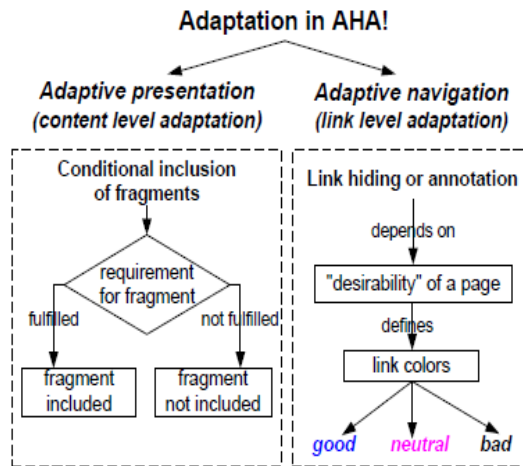 Adaptation in AHA!
Adaptive presentation
(content level adaptation)
Adaptive navigation
(link level adaptation)
Conditional inclusion
of fragments
requirement
for fragment
fulfilled
not fulfilled
fragment
included
fragment
not included
Link hiding or annotation
depends on
"desirability" of a page
defines
link colors
good
neutral
bad